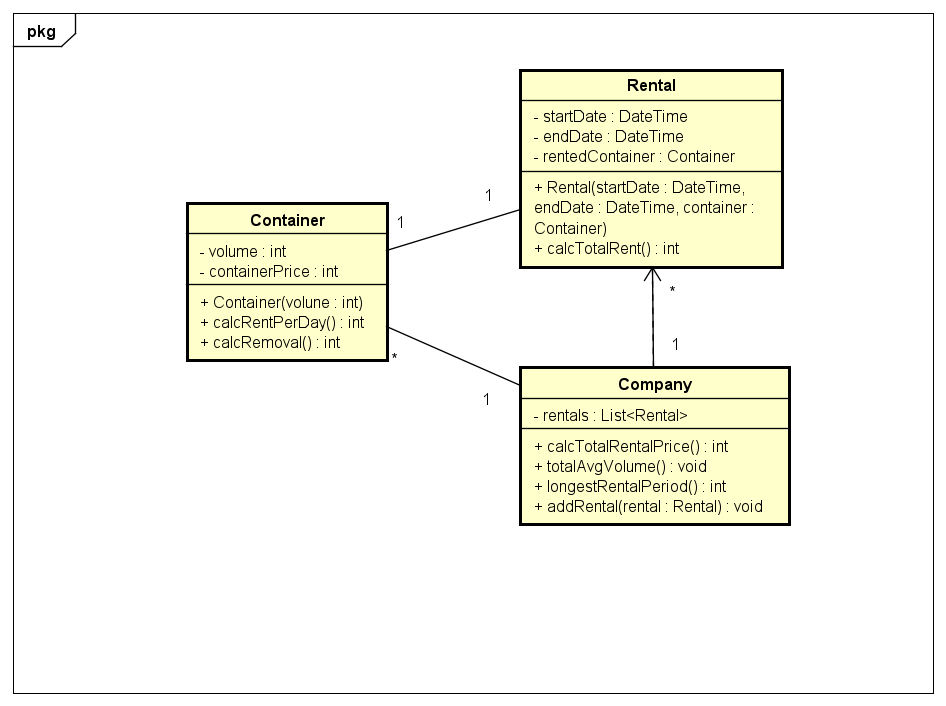 pkg
Rental
- startDate : DateTime
- endDate : DateTime
- rentedContainer : Container
+ Rental(startDate : DateTime,
endDate : DateTime, container :
Container)
+ calcTotalRent() : int
1
1
Container
- volume : int
- containerPrice : int
+ Container(volune : int)
+ calcRentPerDay() : int
+ calcRemoval() : int
*
1
*
1
Company
- rentals : List<Rental>
+ calcTotalRentalPrice() : int
+ totalAvgVolume() : void
+ longestRentalPeriod() : int
+ addRental(rental : Rental) : void